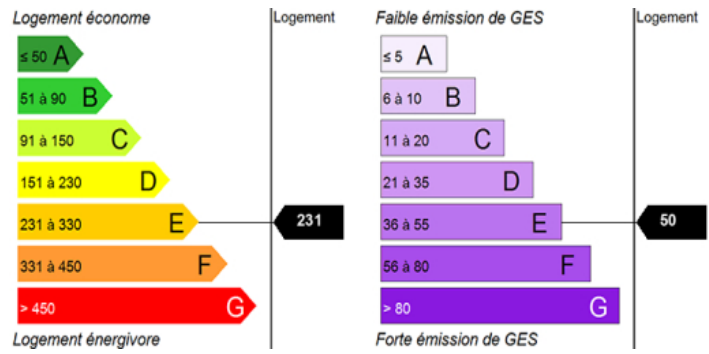 Logement économe
Logement
≤ 50 A
51 à 90 B
91 à 150 C
151 à 230 D
231 à 330 E
231
331 à 450 F
> 450 G
Logement énergivore
Faible émission de GES
Logement
≤ 5 A
6 à 10 B
11 à 20 C
21 à 35 D
36 à 55 E
50
56 à 80 F
> 80 G
Forte émission de GES